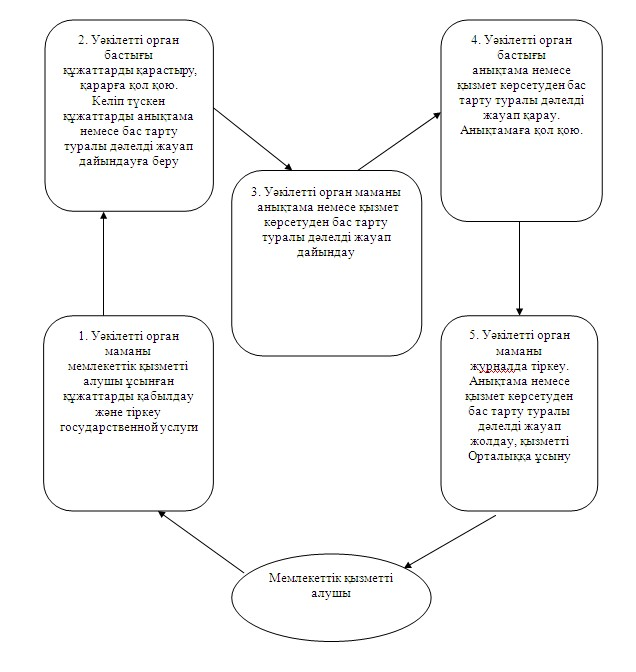 2. Уәкілетті орган
бастығы
құжаттарды қарастыру,
қарарға қол қою.
Келіп түскен
құжаттарды анықтама
немесе бас тарту
туралы дәлелді жауап
дайындауға беру
4. Уәкілетті орган
бастығы
анықтама немесе
қызмет көрсетуден бас
тарту туралы дәлелді
жауап қарау.
Анықтамаға қол қою.
3. Уәкілетті орган маманы
анықтама немесе қызмет
көрсетуден бас тарту
туралы дәлелді жауап
дайындау
1. Уәкілетті орган
маманы
мемлекеттік қызметті
алушы ұсынған
құжаттарды қабылдау
және тіркеу
государственной услуги
5. Уәкілетті орган
маманы
журналда тіркеу.
Анықтама немесе
қызмет көрсетуден
бас тарту туралы
дәлелді жауап
жолдау, қызметті
Орталыққа ұсыну
Мемлекеттік қызметті
алушы